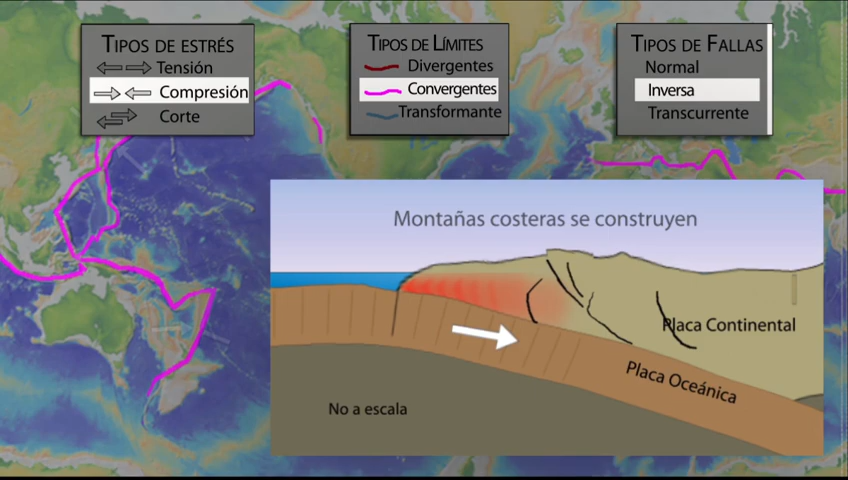 TIPOS DE ESTRÉS
Tensión
Compresión
Corte
TIPOS DE LÍMITES
Divergentes
Convergentes
Transformante
TIPOS DE FALLAS
Normal
Inversa
Transcurrente
Montañas costeras se construyen
Placa Continental
Placa Oceánica
No a escala